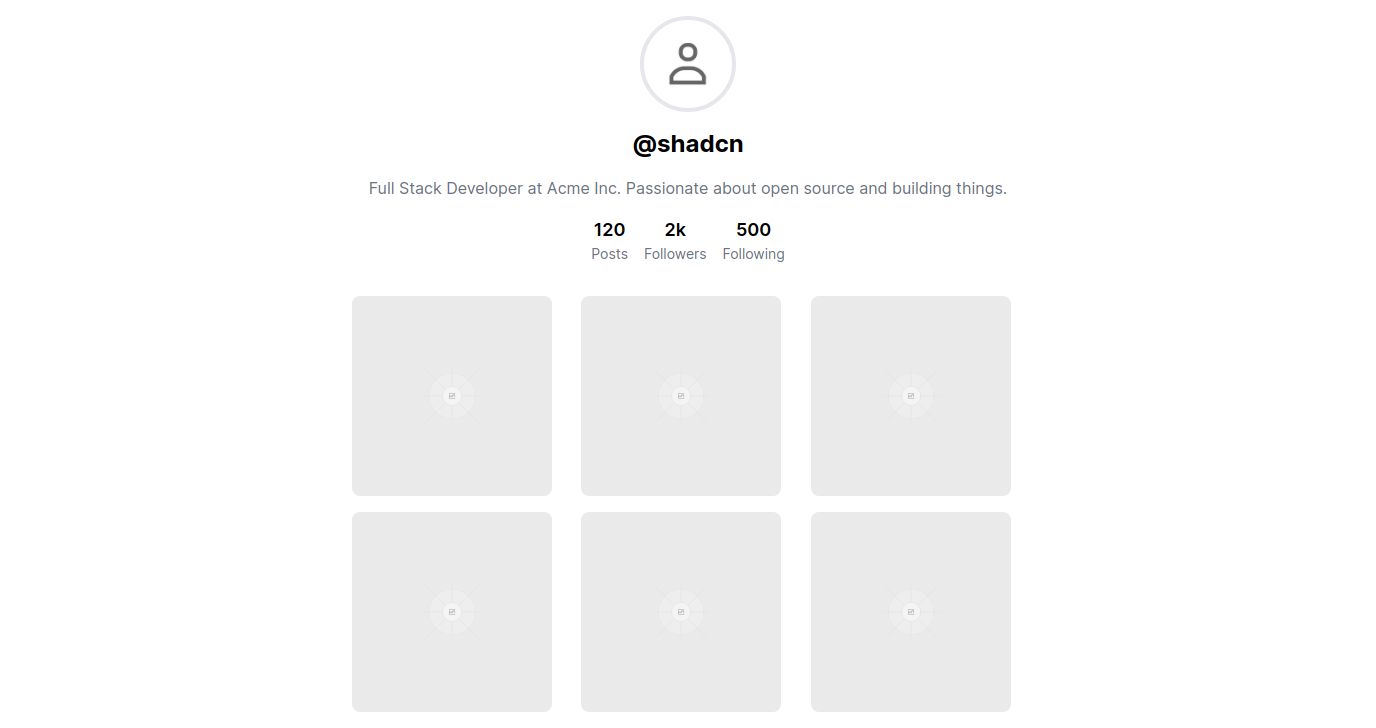 @shadcn
Full Stack Developer at Acme Inc. Passionate about open source and building things.
120 2k 500
Posts Followers Following